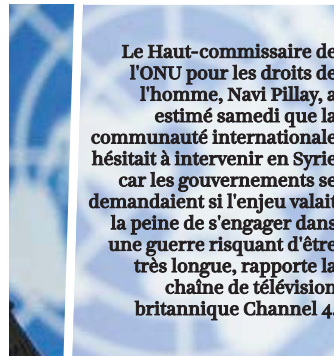 Le Haut-commissaire de
l'ONU pour les droits de
l'homme, Navi Pillay, a
estimé samedi que la
communauté internationale
hésitait à intervenir en Syrie
car les gouvernements se
demandaient si l'enjeu valait
la peine de s'engager dans
une guerre risquant d'être
très longue, rapporte la
chaîne de télévision
britannique Channel 4.